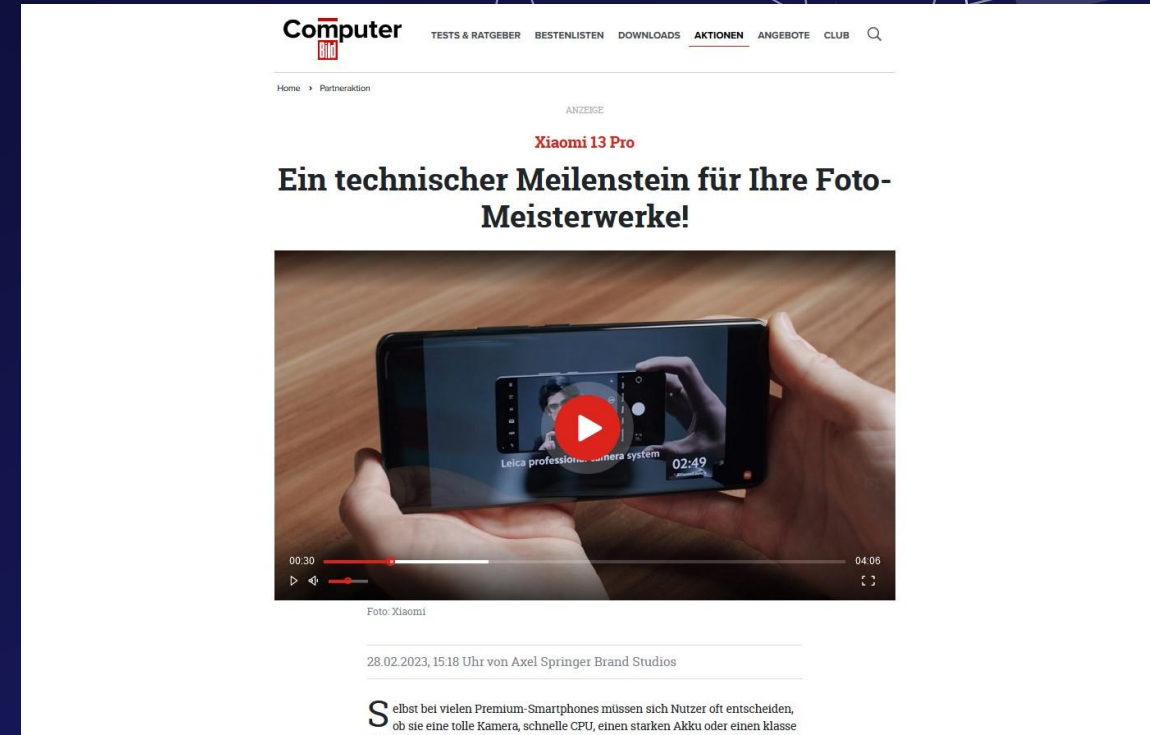 Computer
Bild
TESTS & RATGEBER BESTENLISTEN DOWNLOADS AKTIONEN ANGEBOTE CLUB
Home > Partneraktion
ANZEIGE
Xiaomi 13 Pro
Ein technischer Meilenstein für Ihre Foto-
Meisterwerke!
Leica professional camera system
02:49
00:30
04:06
Foto: Xiaomi
28.02.2023, 15:18 Uhr von Axel Springer Brand Studios
Selbst bei vielen Premium-Smartphones müssen sich Nutzer oft entscheiden,
ob sie eine tolle Kamera, schnelle CPU, einen starken Akku oder einen klasse